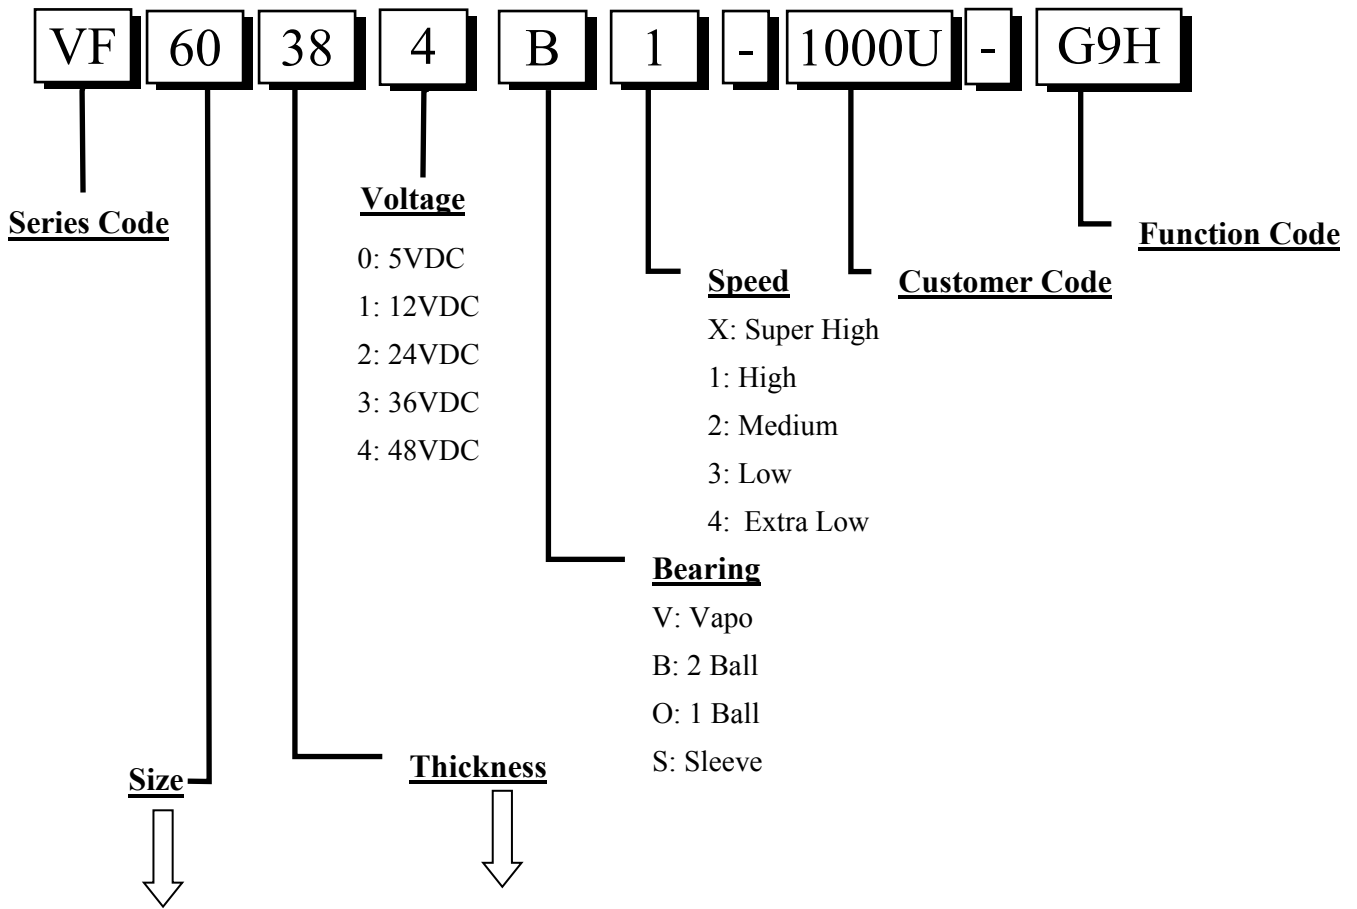 VF 60 38 4 B 1 - 1000U - G9H
Series Code
Voltage
0: 5VDC
1: 12VDC
2: 24VDC
3: 36VDC
4: 48VDC
Function Code
Speed
X: Super High
1: High
2: Medium
3: Low
4: Extra Low
Customer Code
Bearing
V: Vapo
B: 2 Ball
O: 1 Ball
S: Sleeve
Size
Thickness